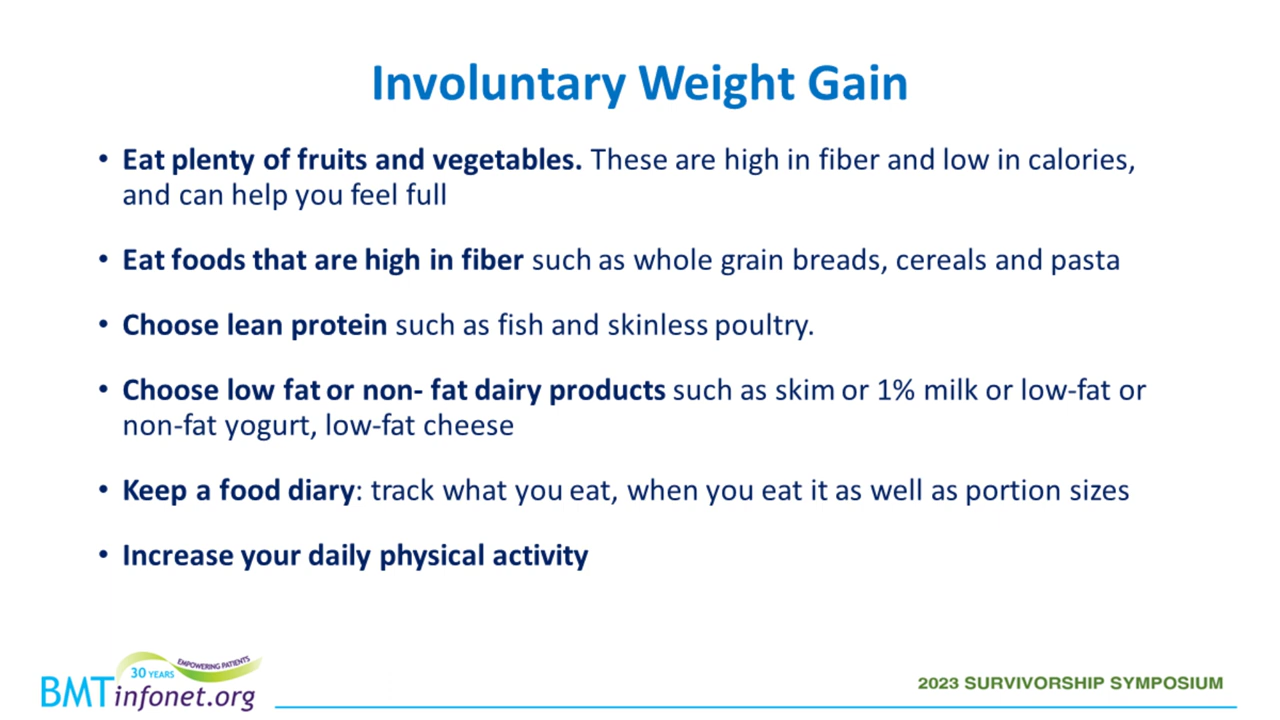 Involuntary Weight Gain
• Eat plenty of fruits and vegetables. These are high in fiber and low in calories,
and can help you feel full
• Eat foods that are high in fiber such as whole grain breads, cereals and pasta
• Choose lean protein such as fish and skinless poultry.
• Choose low fat or non- fat dairy products such as skim or 1% milk or low-fat or
non-fat yogurt, low-fat cheese
• Keep a food diary: track what you eat, when you eat it as well as portion sizes
• Increase your daily physical activity
30 YEARS EMPOWERING PATIENTS
BMTinfonet.org
2023 SURVIVORSHIP SYMPOSIUM